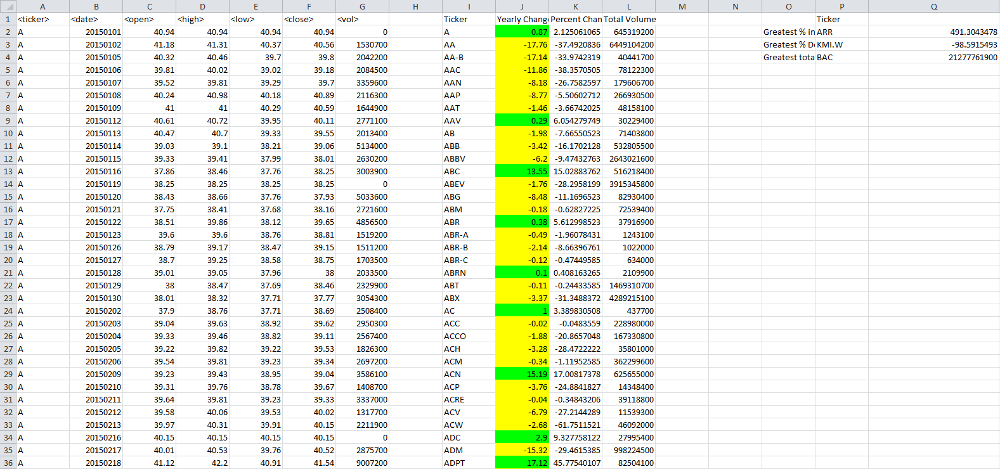 A B C D E F G H I J K L M N O P Q
1 <ticker> <date> <open> <high> <low> <close> <vol> Ticker Yearly Chang Percent Chan Total Volume Ticker
2 A 20150101 40.94 40.94 40.94 40.94 0 A 0.87 2.125061065 645319200 Greatest % in ARR 491.3043478
3 A 20150102 41.18 41.31 40.37 40.56 1530700 AA -17.76 -37.4920836 6449104200 Greatest % De KMI.W -98.5915493
4 A 20150105 40.32 40.46 39.7 39.8 2042200 AA-B -17.14 -33.9742319 40441700 Greatest tota BAC 21277761900
5 A 20150106 39.81 40.02 39.02 39.18 2084500 AAC -11.86 -38.3570505 78122300
6 A 20150107 39.52 39.81 39.29 39.7 3359600 AAN -8.18 -26.7582597 179606700
7 A 20150108 40.24 40.98 40.18 40.89 2116300 AAP -8.77 -5.50602712 266930500
8 A 20150109 41 41 40.29 40.59 1644900 AAT -1.46 -3.66742025 48158100
9 A 20150112 40.61 40.72 39.95 40.11 2771100 AAV 0.29 6.054279749 30229400
10 A 20150113 40.47 40.7 39.33 39.55 2013400 AB -1.98 -7.66550523 71403800
11 A 20150114 39.03 39.1 38.21 39.06 5134000 ABB -3.42 -16.1702128 532805500
12 A 20150115 39.33 39.41 37.99 38.01 2630200 ABBV -6.2 -9.47432763 2643021600
13 A 20150116 37.86 38.46 37.76 38.25 3003900 ABC 13.55 15.02883762 516218400
14 A 20150119 38.25 38.25 38.25 38.25 0 ABEV -1.76 -28.2958199 3915345800
15 A 20150120 38.43 38.66 37.76 37.93 5033600 ABG -8.48 -11.1696523 82930400
16 A 20150121 37.75 38.41 37.68 38.16 2721600 ABM -0.18 -0.62827225 72539400
17 A 20150122 38.51 39.86 38.12 39.65 4856500 ABR 0.38 5.612998523 37916900
18 A 20150123 39.6 39.6 38.76 38.81 1519200 ABR-A -0.49 -1.96078431 1243100
19 A 20150126 38.79 39.17 38.47 39.15 1511200 ABR-B -2.14 -8.66396761 1022000
20 A 20150127 38.7 39.25 38.58 38.75 1703500 ABR-C -0.12 -0.47449585 634000
21 A 20150128 39.01 39.05 37.96 38 2033500 ABRN 0.1 0.408163265 2109900
22 A 20150129 38 38.47 37.69 38.46 2329900 ABT -0.11 -0.24433585 1469310700
23 A 20150130 38.01 38.32 37.71 37.77 3054300 ABX -3.37 -31.3488372 4289215100
24 A 20150202 37.9 38.76 37.71 38.69 2508400 AC 1 3.389830508 437700
25 A 20150203 39.04 39.63 38.92 39.62 2950300 ACC -0.02 -0.0483559 228980000
26 A 20150204 39.33 39.46 38.82 39.11 2567400 ACCO -1.88 -20.8657048 167330800
27 A 20150205 39.22 39.82 39.22 39.53 1826300 ACH -3.28 -28.4722222 35801000
28 A 20150206 39.54 39.81 39.23 39.34 2697200 ACM -0.34 -1.11952585 362299600
29 A 20150209 39.23 39.43 38.95 39.04 3586100 ACN 15.19 17.00817378 625655000
30 A 20150210 39.31 39.76 38.78 39.67 1408700 ACP -3.76 -24.8841827 14348400
31 A 20150211 39.64 39.81 39.23 39.33 3337000 ACRE -0.04 -0.34843206 39118800
32 A 20150212 39.58 40.06 39.53 40.02 1317700 ACV -6.79 -27.2144289 11539300
33 A 20150213 39.97 40.31 39.91 40.15 2211900 ACW -2.68 -61.7511521 46092000
34 A 20150216 40.15 40.15 40.15 40.15 0 ADC 2.9 9.327758122 27995400
35 A 20150217 40.01 40.53 39.76 40.52 2875700 ADM -15.32 -29.4615385 998224500
36 A 20150218 41.12 42.2 40.91 41.54 9007200 ADPT 17.12 45.77540107 82504100